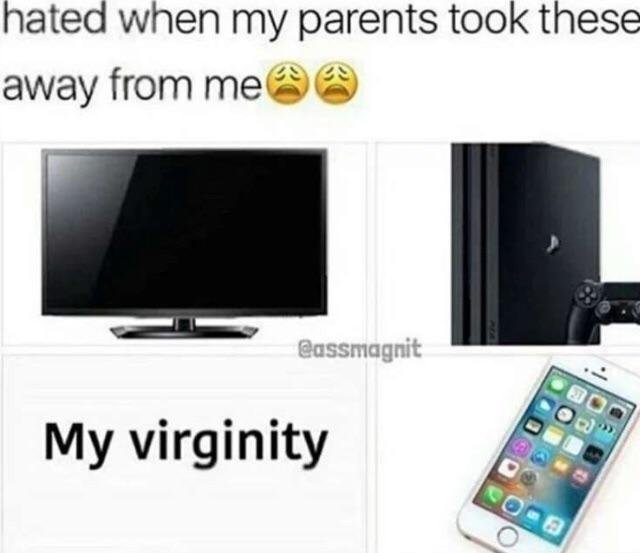 hated when my parents took these
away from me😩😩
@assmagnit
My virginity